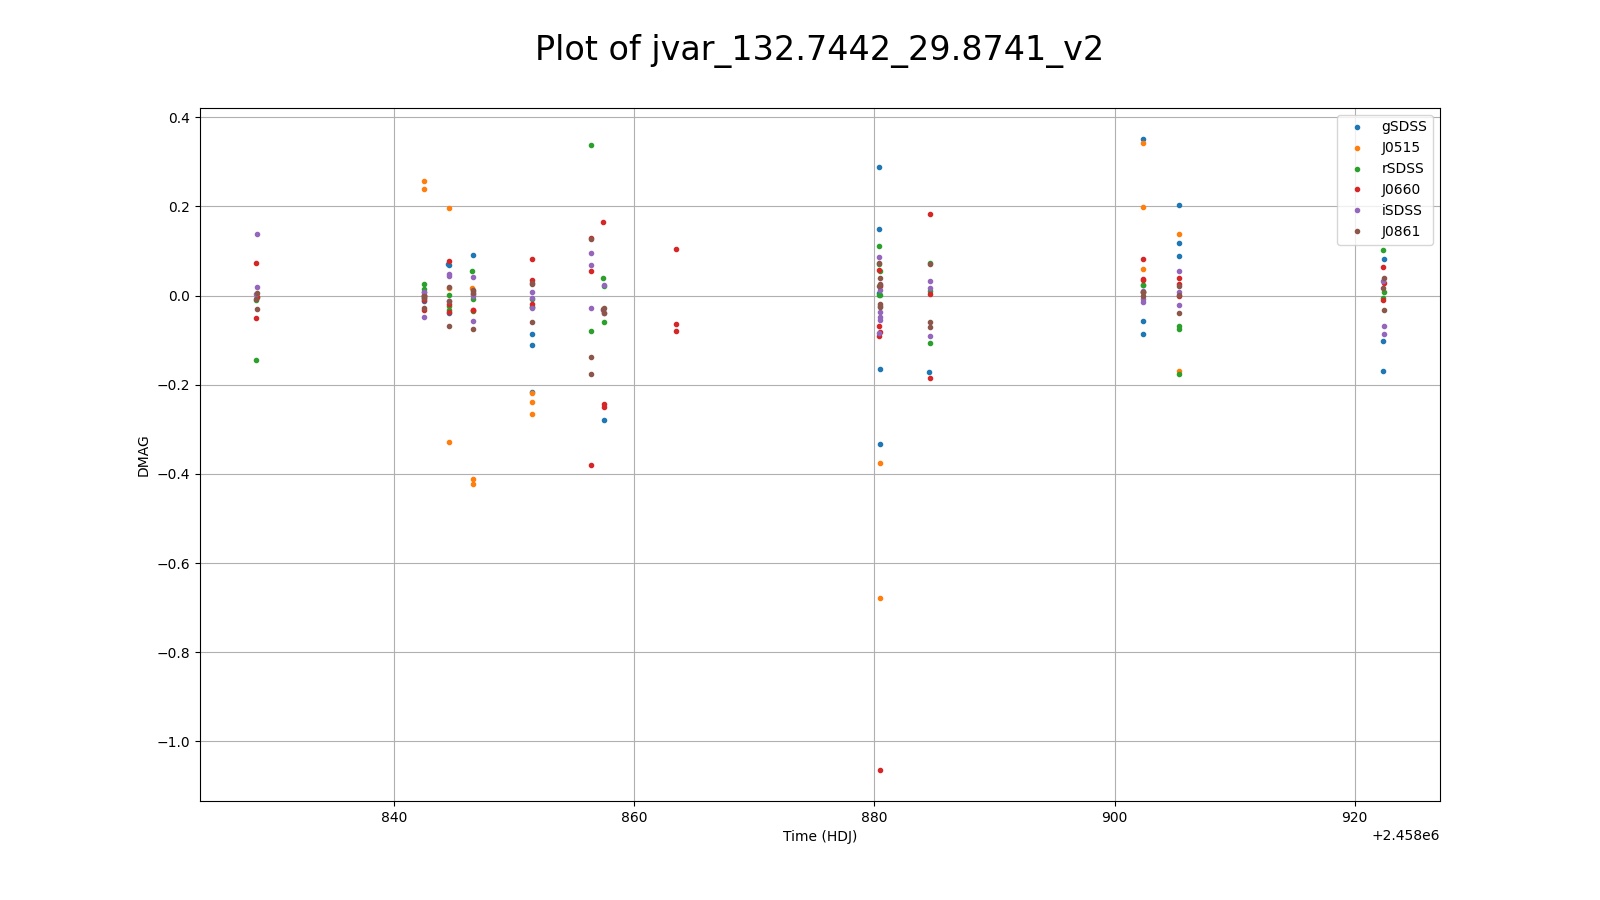 Plot of jvar_132.7442_29.8741_v2
0.4
0.2
0.0
−0.2
−0.4
−0.6
−0.8
−1.0
DMAG
gSDSS
J0515
rSDSS
J0660
iSDSS
J0861
840
860
880
900
920
Time (HDJ)
+2.458e6